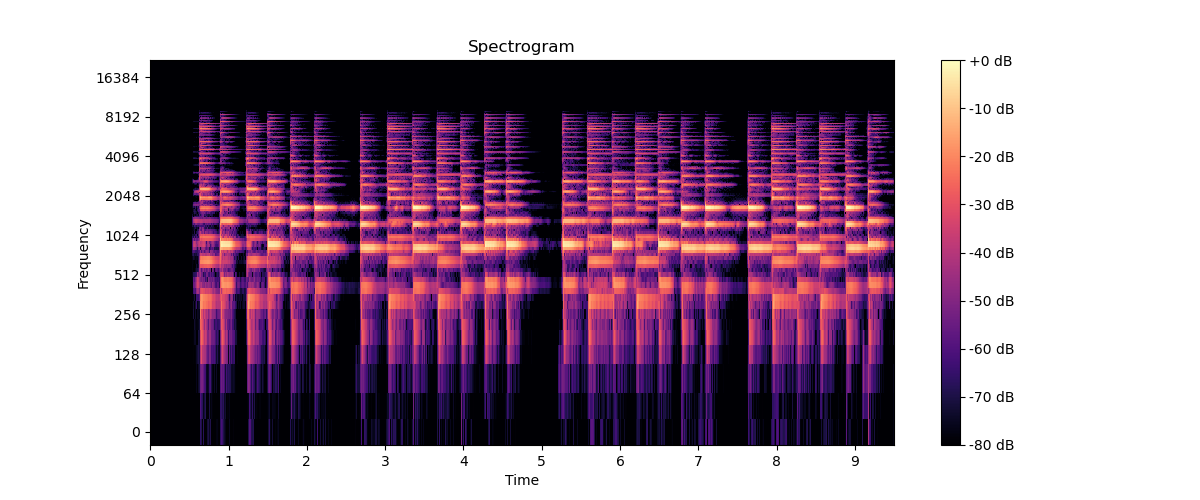 Spectrogram
Frequency
16384
8192
4096
2048
1024
512
256
128
64
0
0 1 2 3 4 5 6 7 8 9
Time
+0 dB
-10 dB
-20 dB
-30 dB
-40 dB
-50 dB
-60 dB
-70 dB
-80 dB